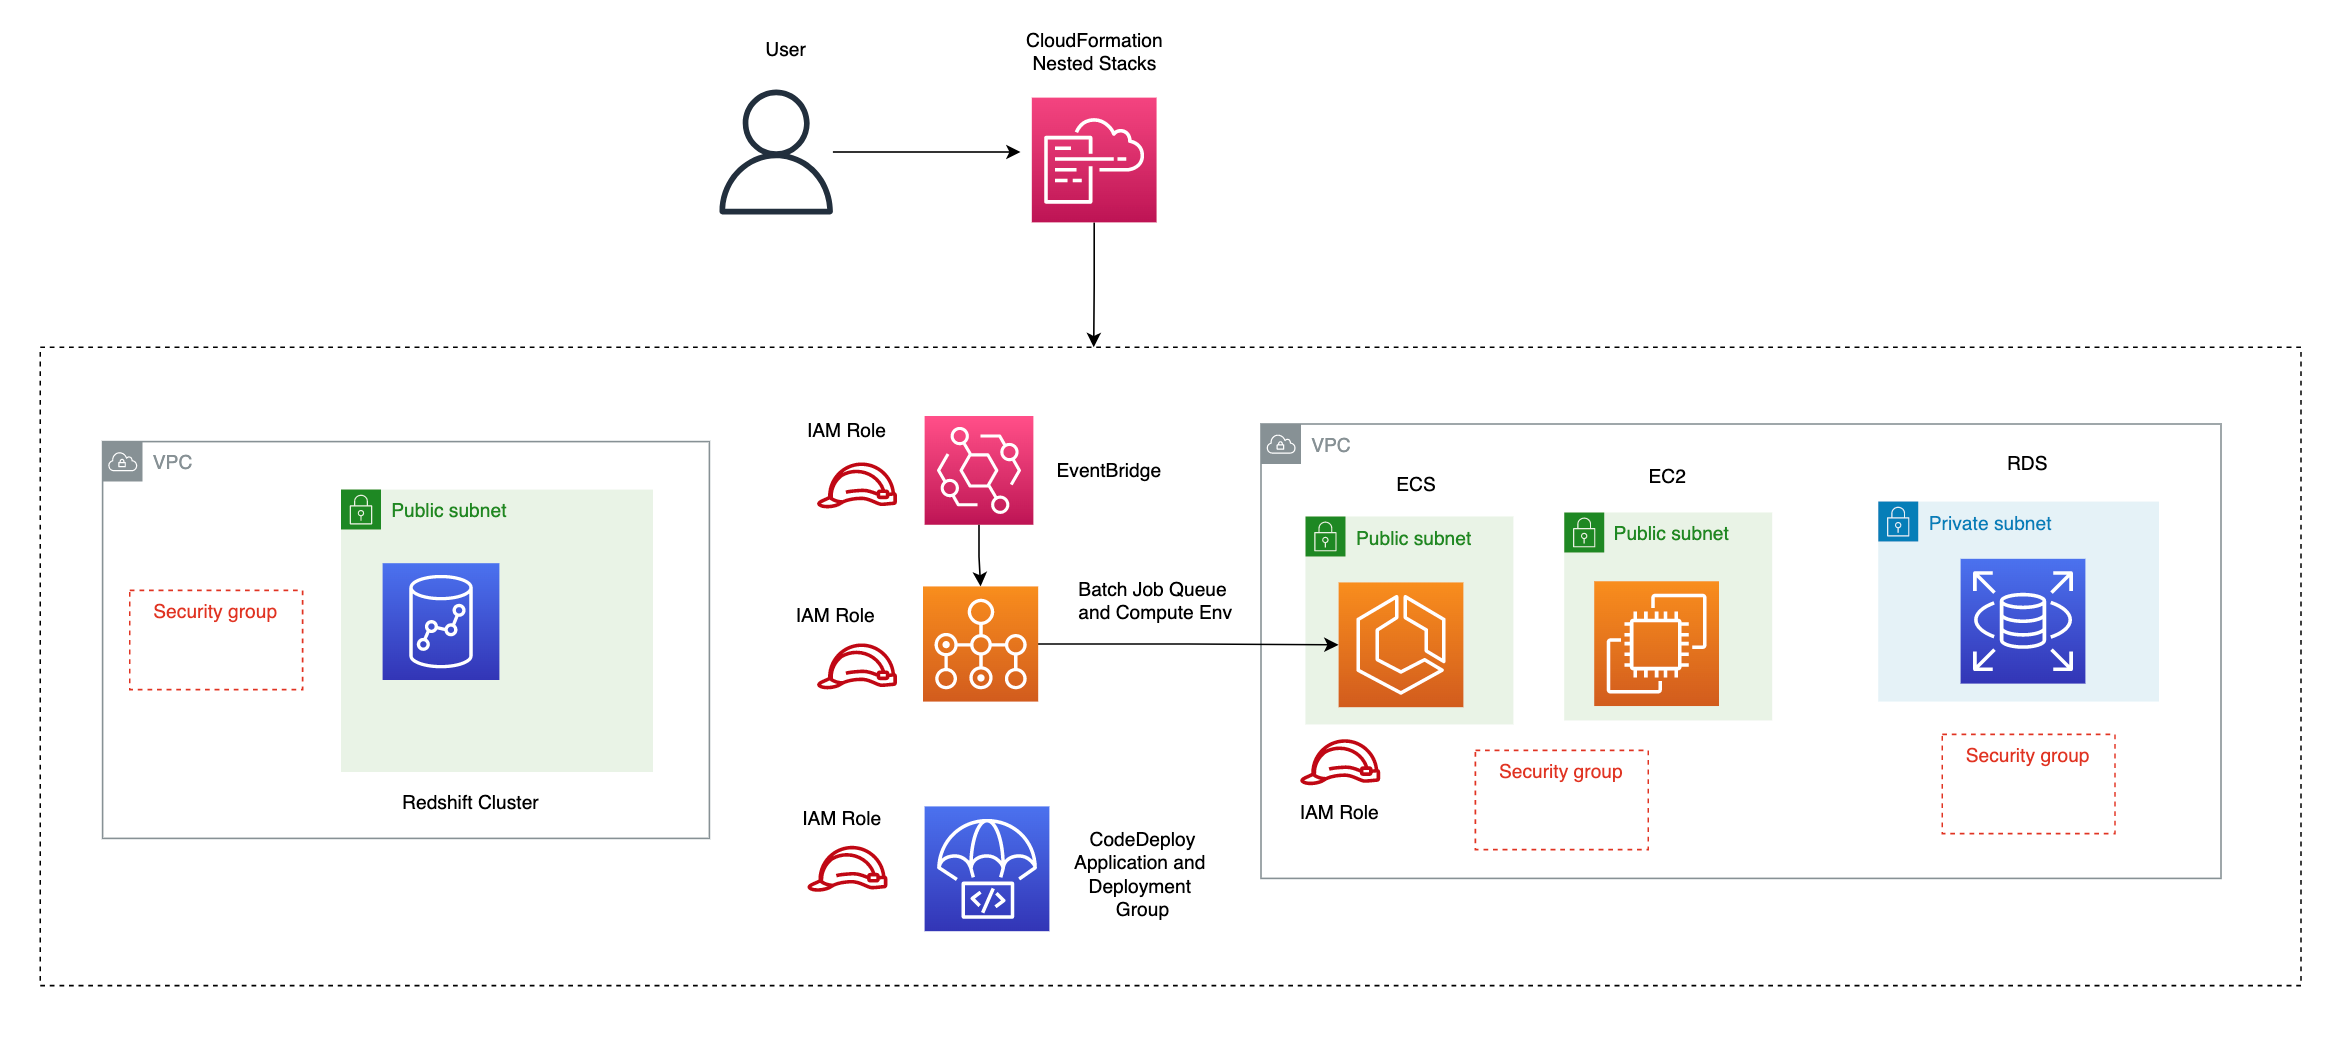 User
CloudFormation
Nested Stacks
VPC
Public subnet
Security group
Redshift Cluster
IAM Role
EventBridge
IAM Role
Batch Job Queue
and Compute Env
IAM Role
CodeDeploy
Application and
Deployment
Group
VPC
ECS
Public subnet
EC2
Public subnet
RDS
Private subnet
IAM Role
Security group
Security group